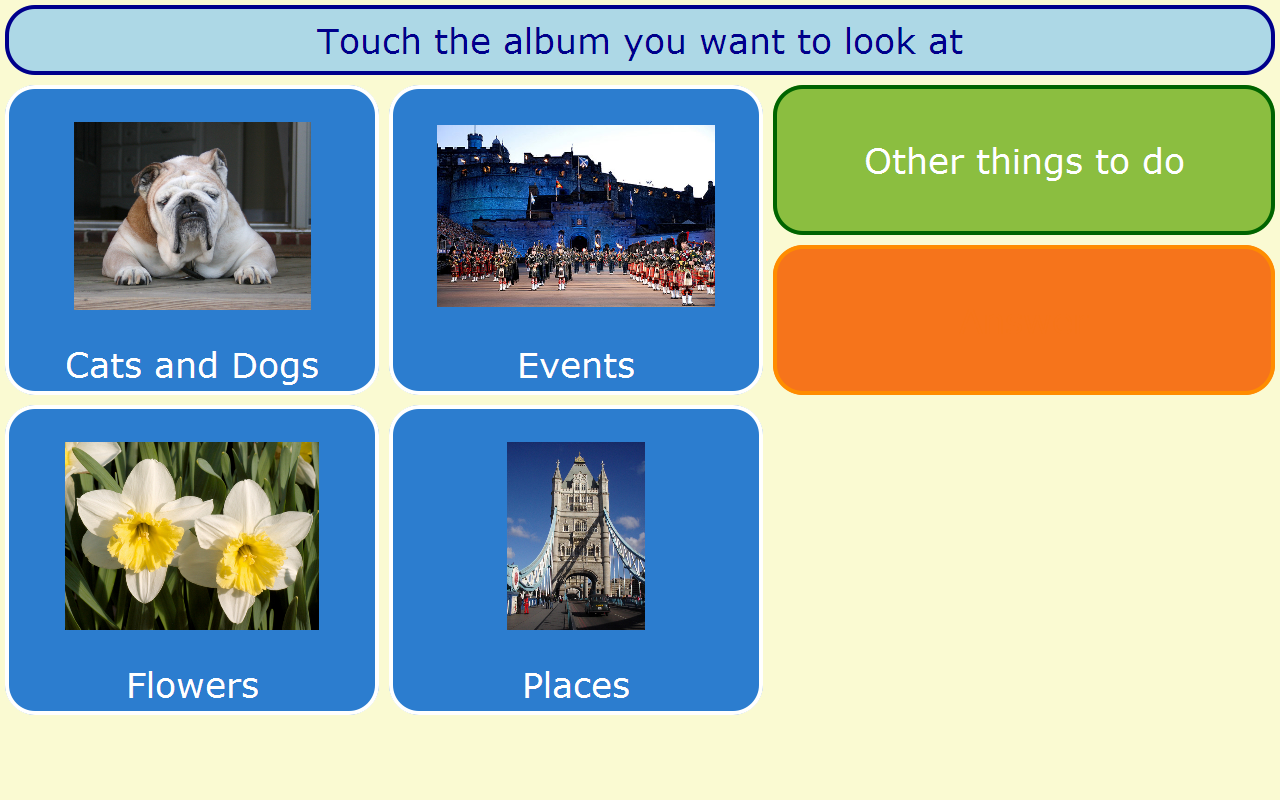 Touch the album you want to look at
Cats and Dogs
Events
Other things to do
Flowers
Places